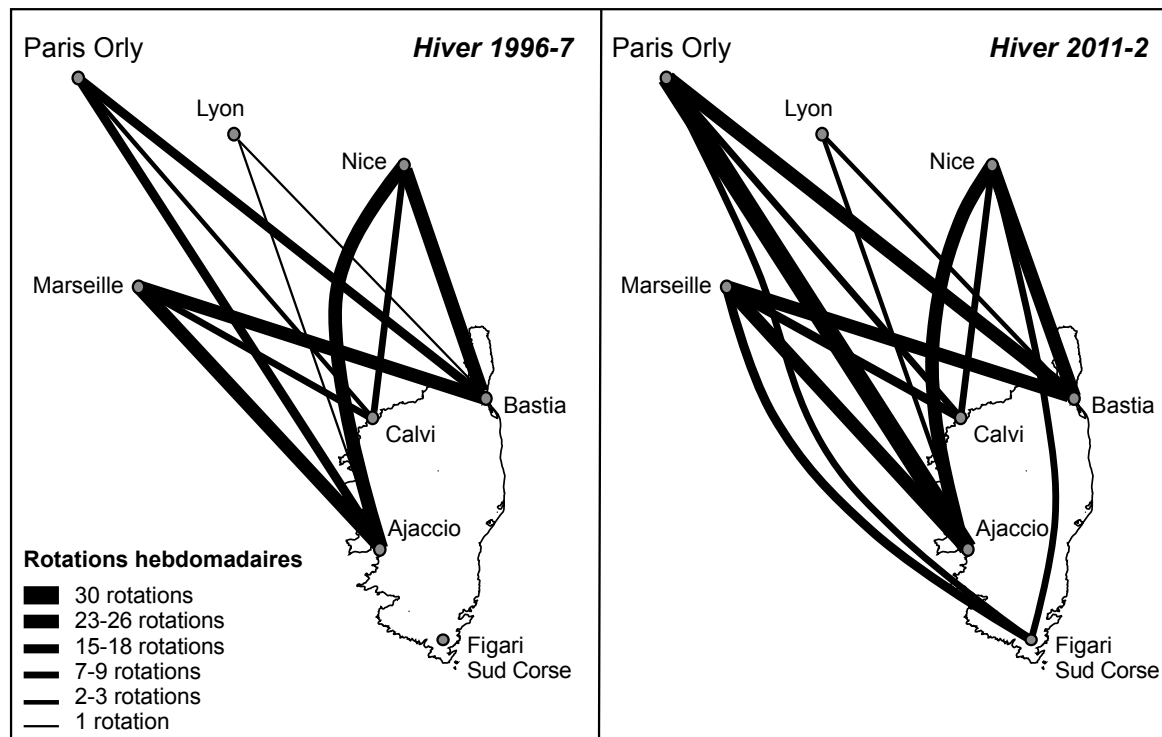 Paris Orly
Hiver 1996-7
Lyon
Nice
Marseille
Bastia
Calvi
Ajaccio
Figari
Sud Corse
Rotations hebdomadaires
30 rotations
23-26 rotations
15-18 rotations
7-9 rotations
2-3 rotations
1 rotation
Paris Orly
Hiver 2011-2
Lyon
Nice
Marseille
Bastia
Calvi
Ajaccio
Figari
Sud Corse